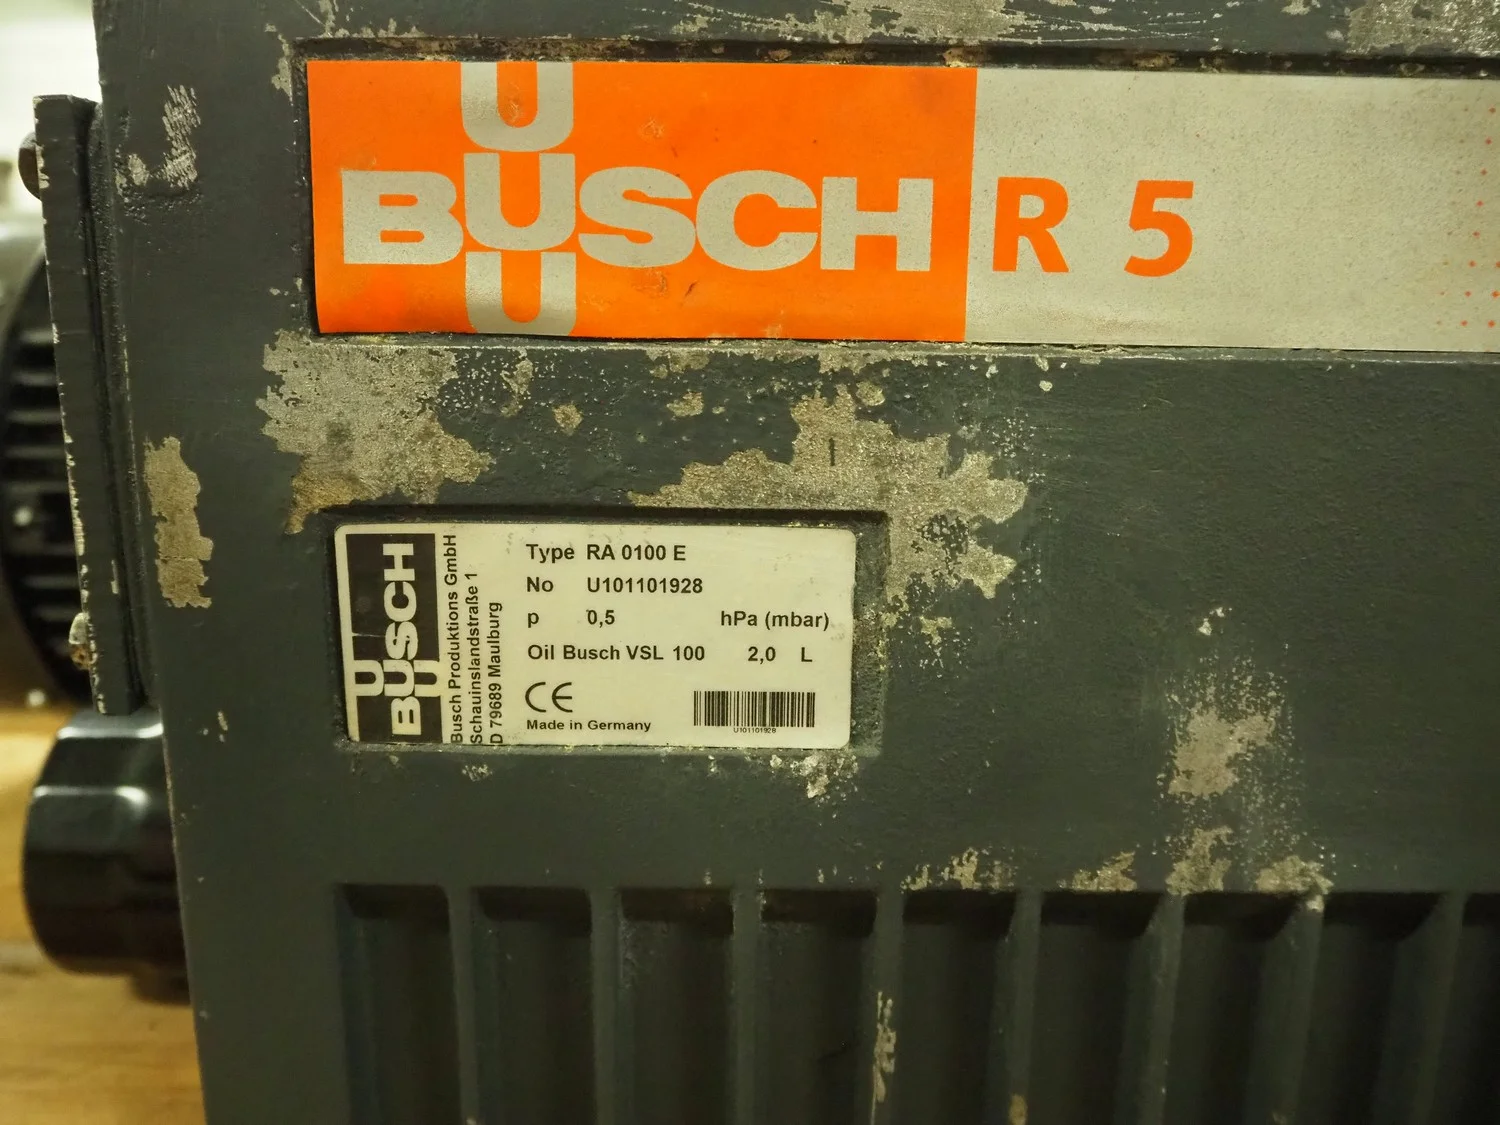 BUSCH R 5
U
U
BUSCH
U
U
Busch Produktions GmbH
Schauinslandstraße 1
D 79689 Maulburg
Type RA 0100 E
No U101101928
p 0,5 hPa (mbar)
Oil Busch VSL 100 2,0 L
CE
Made in Germany
U101101928